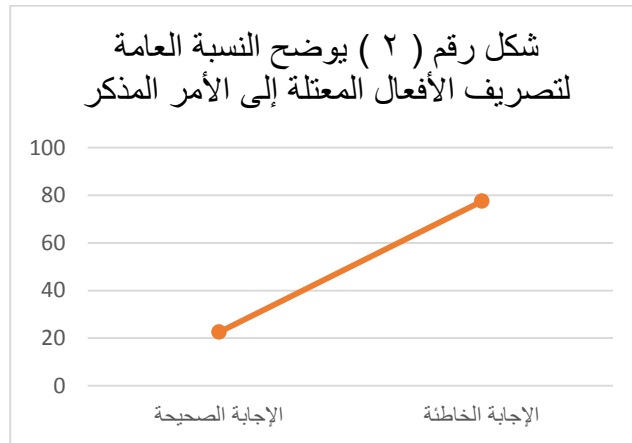 شكل رقم ( ٢ ) يوضح النسبة العامة
لتصريف الأفعال المعتلة إلى الأمر المذكر
100
80
60
40
20
0
الإجابة الصحيحة
الإجابة الخاطئة